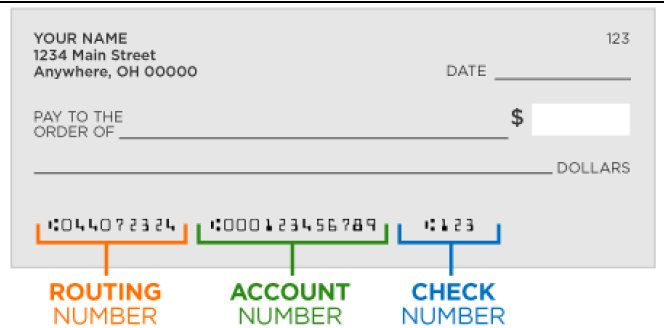 YOUR NAME 123
1234 Main Street
Anywhere, OH 00000
DATE
PAY TO THE
ORDER OF $
DOLLARS
⑆044072324 ⑆000123456789 ⑆123
ROUTING ACCOUNT CHECK
NUMBER NUMBER NUMBER